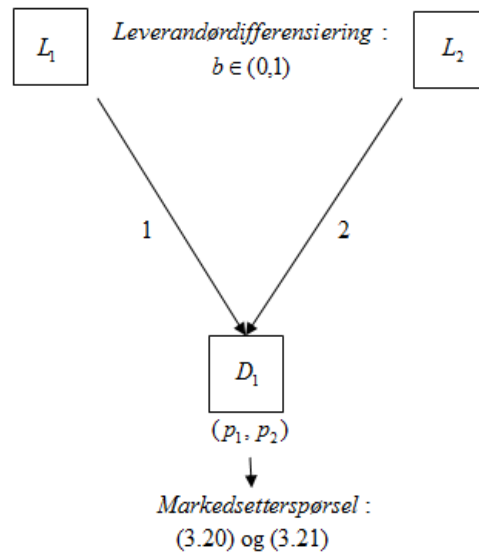 L₁
Leverandørdifferensiering :
b ∈ (0,1)
L₂
1
2
D₁
(p₁, p₂)
Markedsetterspørsel :
(3.20) og (3.21)